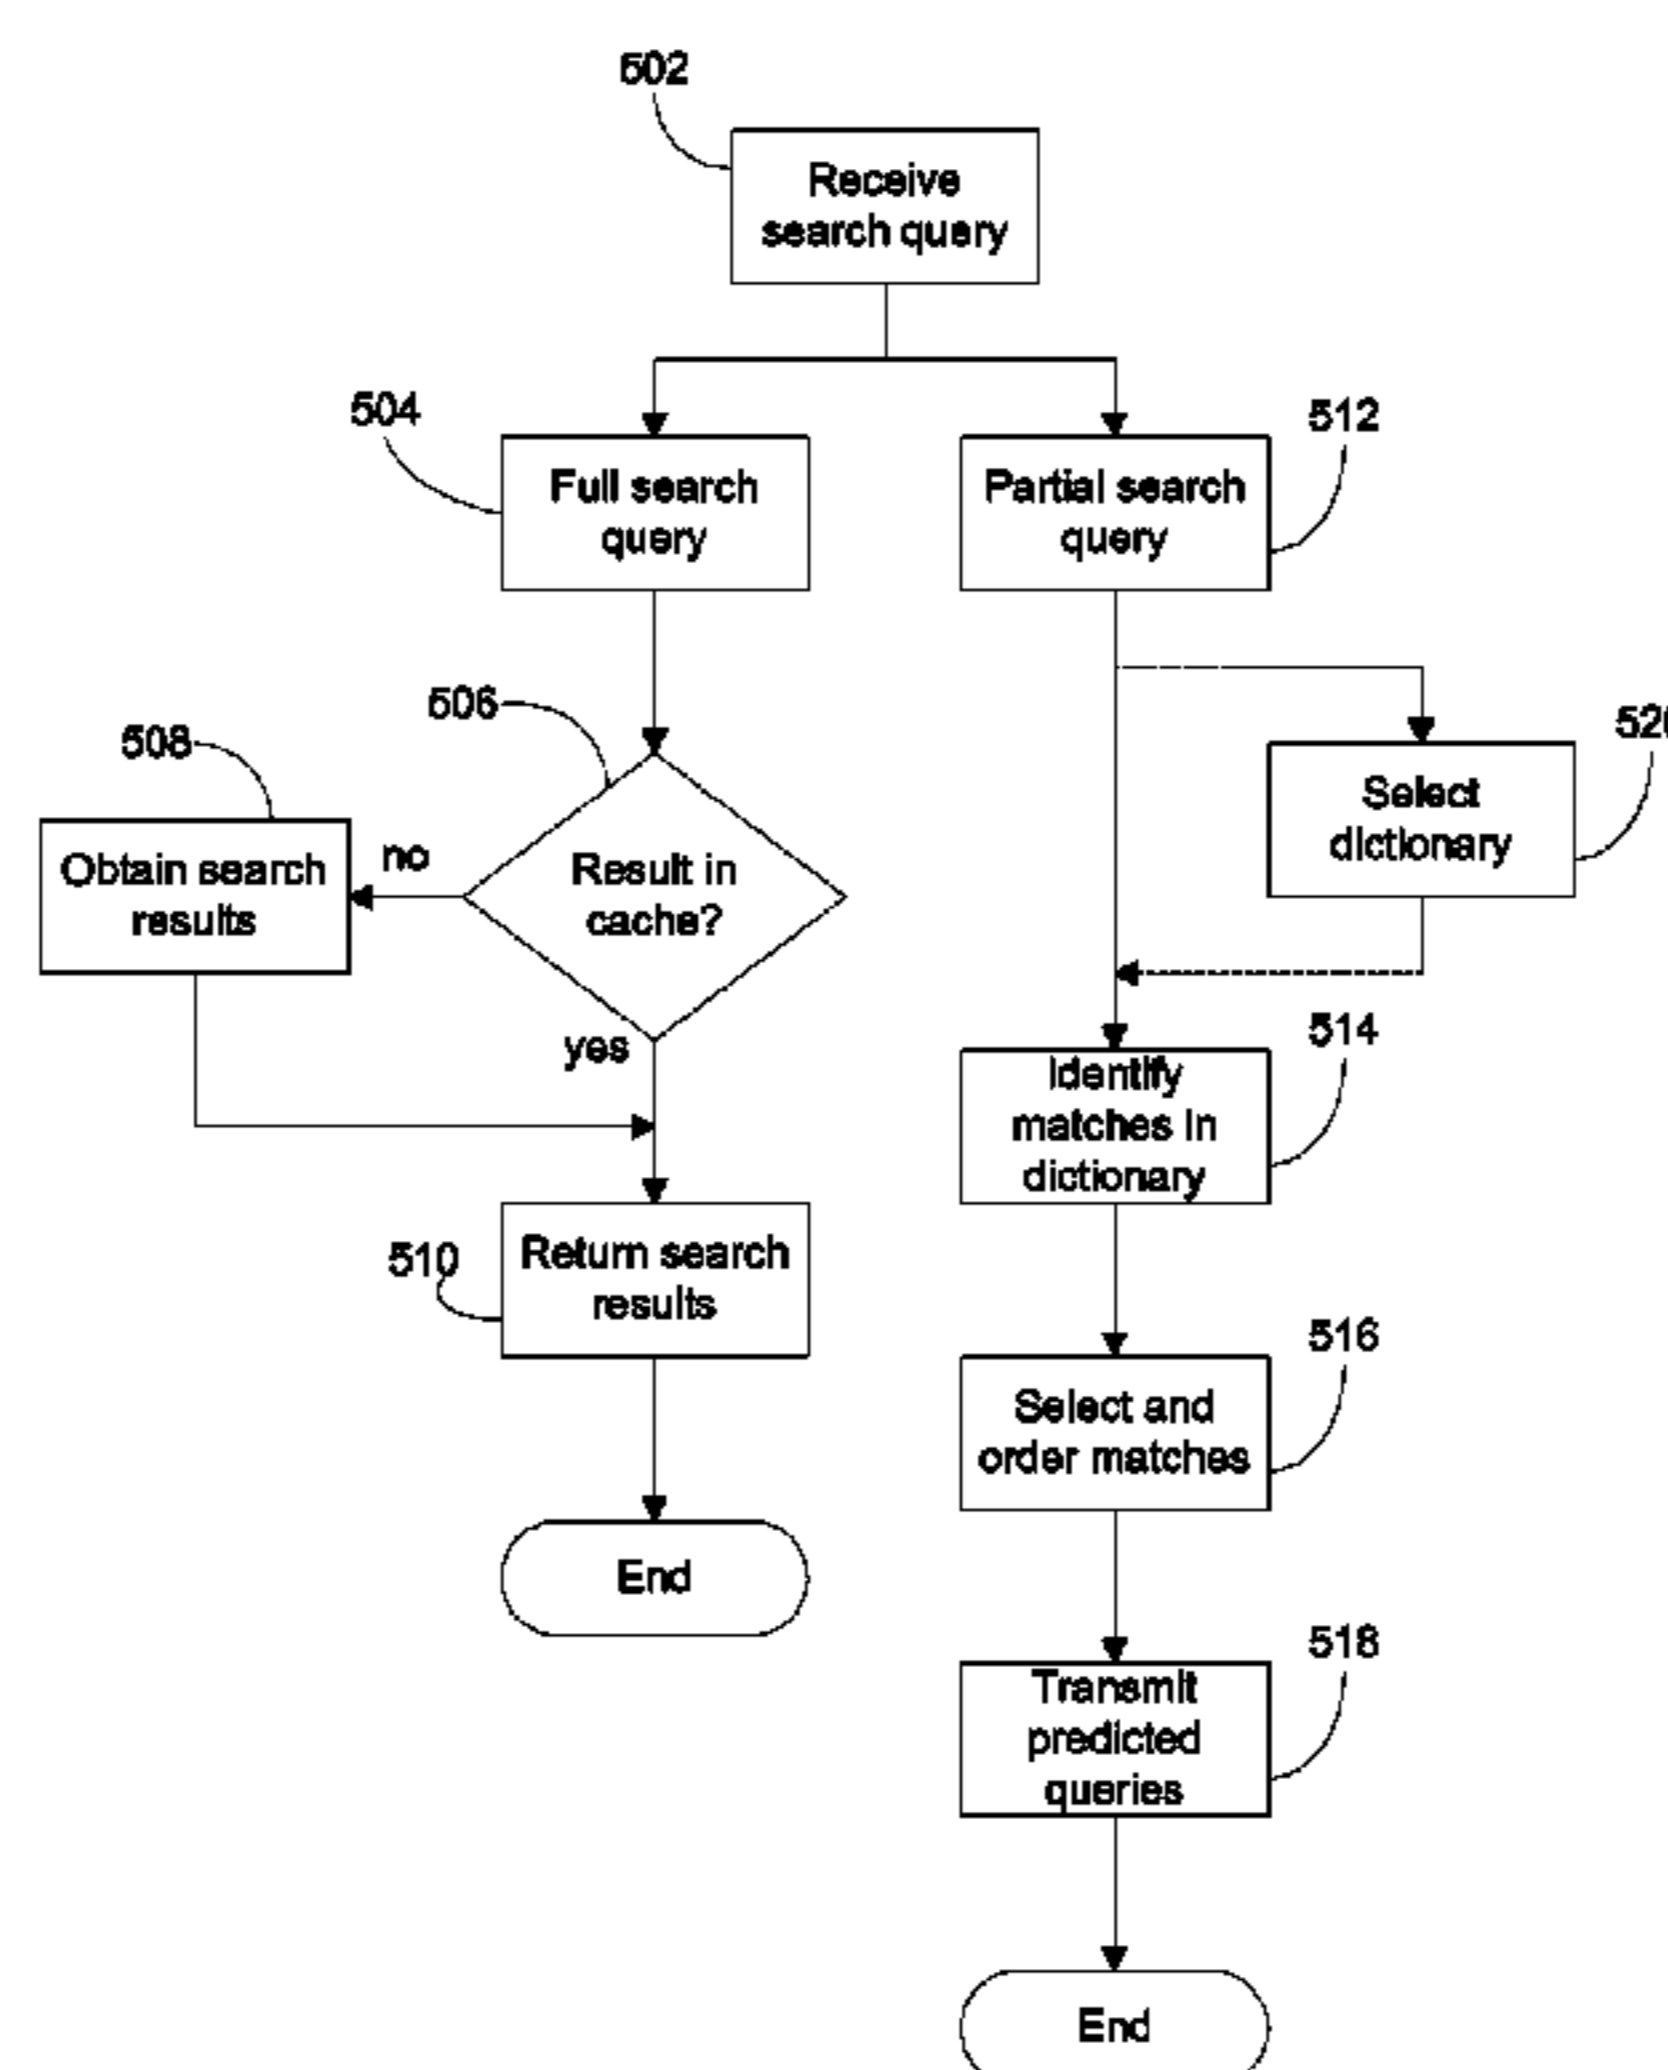 502
Receive
search query
504
Full search
query
Partial search
query
512
506
508
Obtain search
results
no
Result in
cache?
yes
Select
dictionary
514
Identify
matches in
dictionary
510
Return search
results
516
Select and
order matches
End
518
Transmit
predicted
queries
End